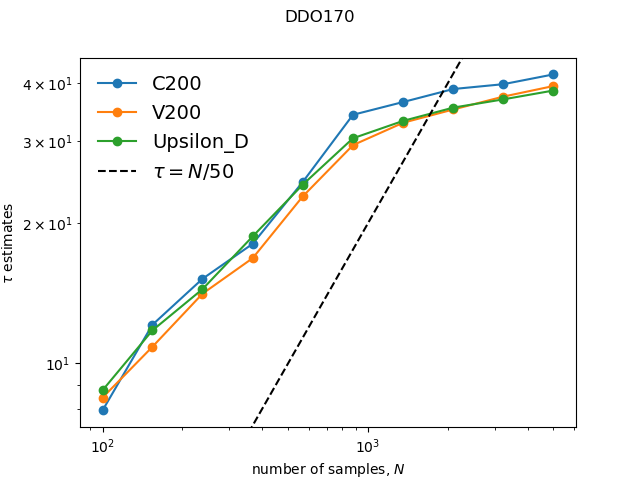 DDO170
C200
V200
Upsilon_D
τ = N/50
4 × 10¹
3 × 10¹
2 × 10¹
10¹
τ estimates
10²
10³
number of samples, N